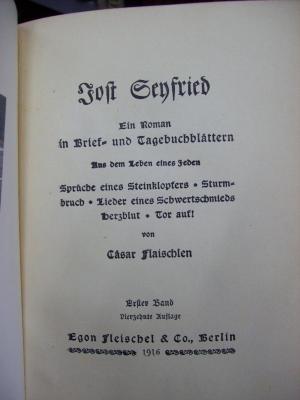 Jost Seyfried
Ein Roman
in Brief- und Tagebuchblättern
Aus dem Leben eines Jeden
Sprüche eines Steinklopfers • Sturm-
bruch • Lieder eines Schwertschmieds
Herzblut • Tor auf!
von
Cäsar Flaischlen
Erster Band
Vierzehnte Auflage
Egon Fleischel & Co., Berlin
1916